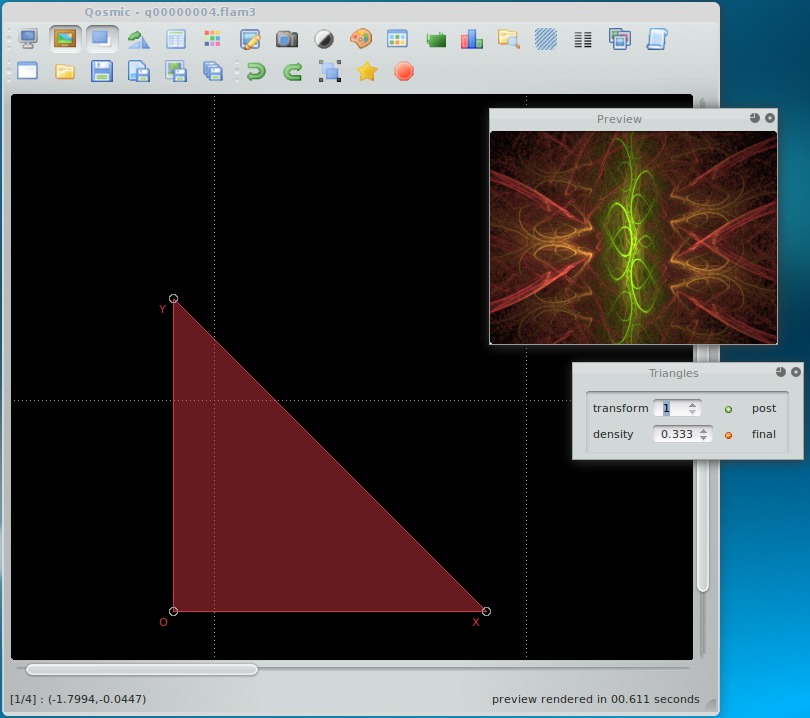 Qosmic - q00000004.flam3
Preview
Y
Triangles
transform 1 post
density 0.333 final
O X
[1/4] : (-1.7994,-0.0447) preview rendered in 00.611 seconds